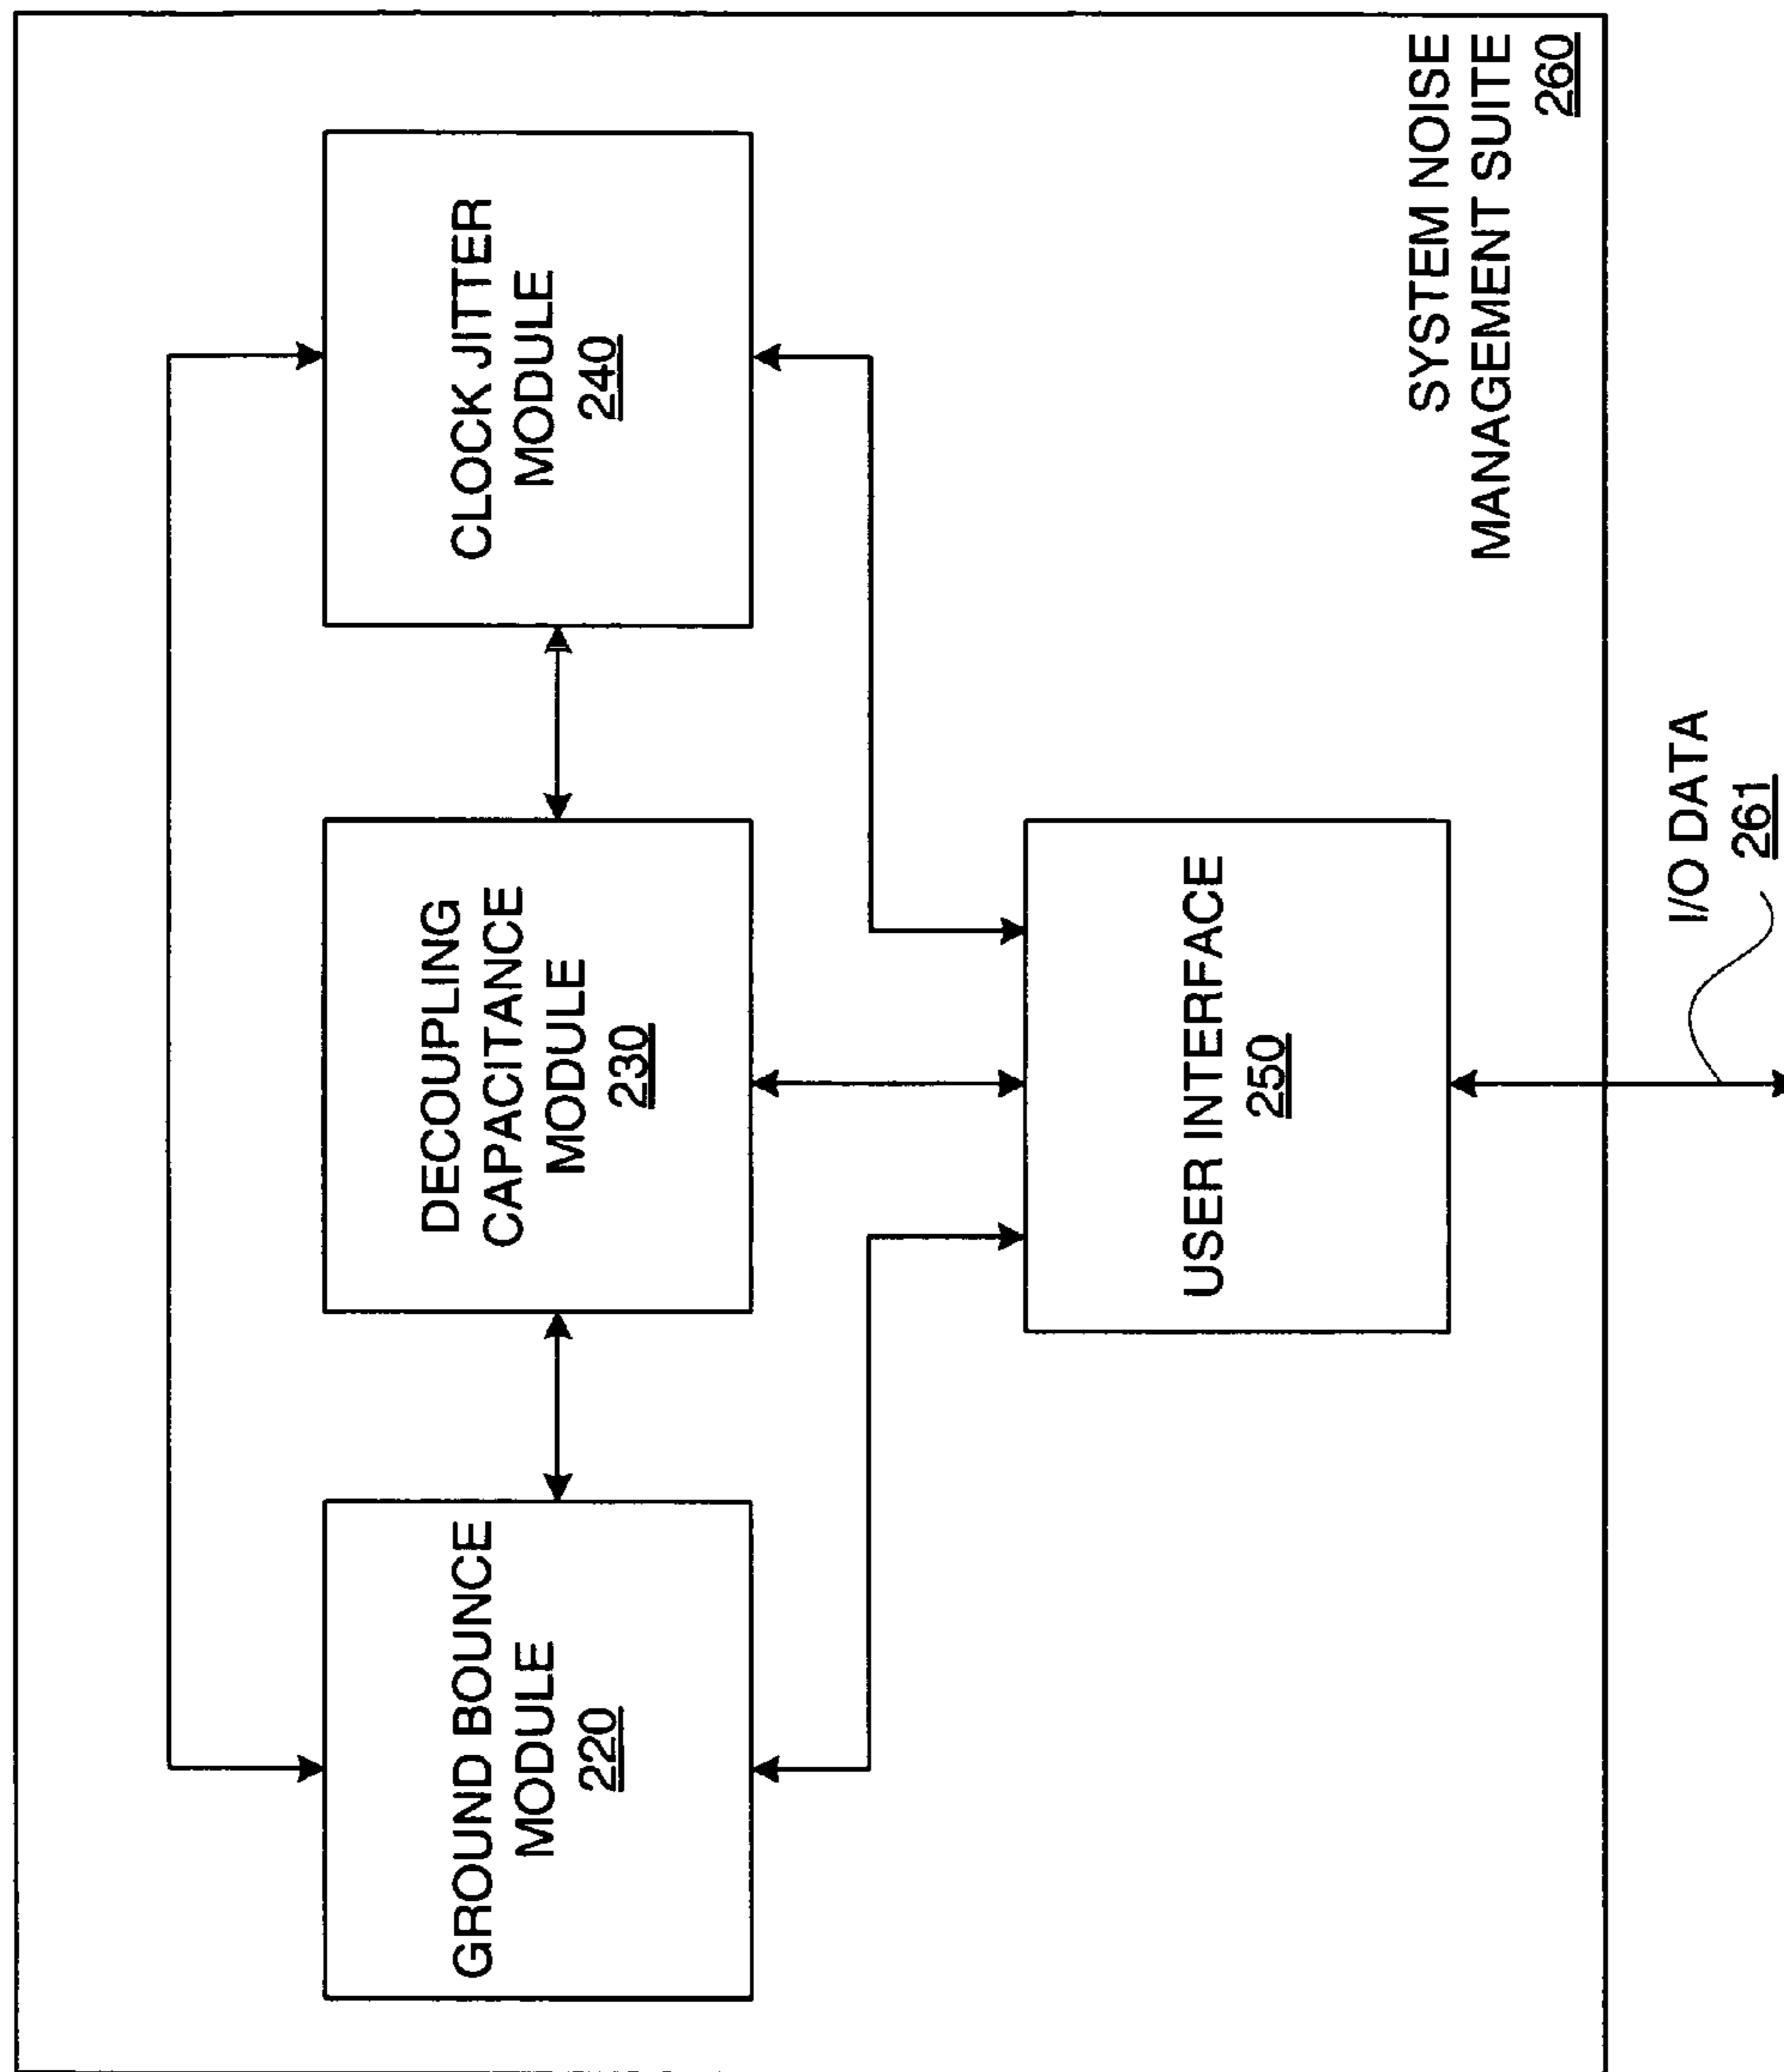 GROUND BOUNCE
MODULE
220
DECOUPLING
CAPACITANCE
MODULE
230
CLOCK JITTER
MODULE
240
USER INTERFACE
250
SYSTEM NOISE
MANAGEMENT SUITE
260
I/O DATA
261